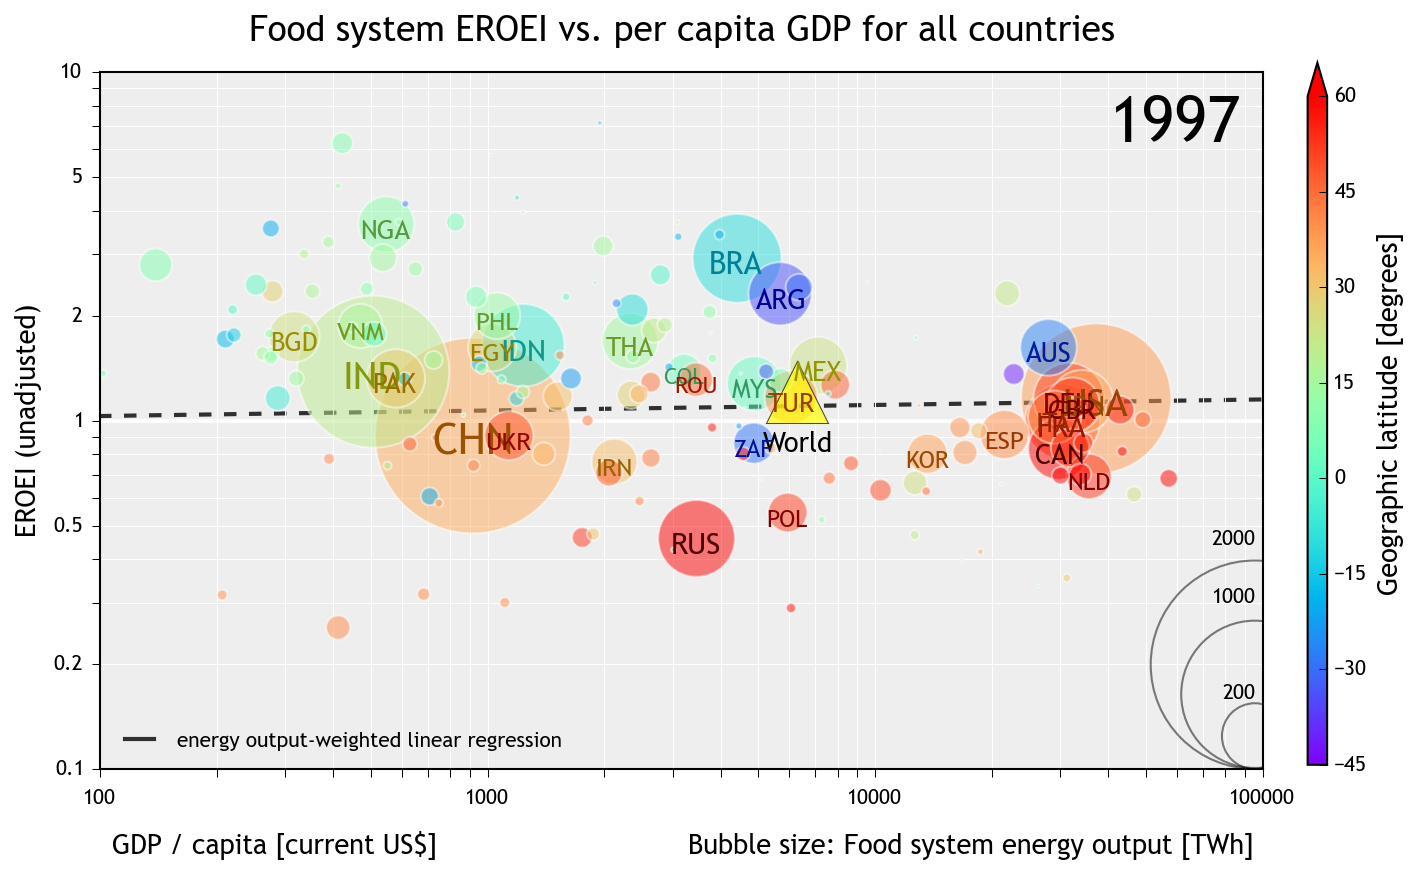 Food system EROEI vs. per capita GDP for all countries
1997
10
5
2
1
0.5
0.2
0.1
EROEI (unadjusted)
NGA
BRA
ARG
BGD
VNM
PHL
EGY
IDN
THA
IND
PAK
COL
ROU
MYS
MEX
TUR
AUS
USA
GBR
FRA
CHN
UKR
ZAF
World
ESP
CAN
KOR
IRN
NLD
POL
RUS
2000
1000
200
energy output-weighted linear regression
100
1000
10000
100000
GDP / capita [current US$]
Bubble size: Food system energy output [TWh]
60
45
30
15
0
−15
−30
−45
Geographic latitude [degrees]